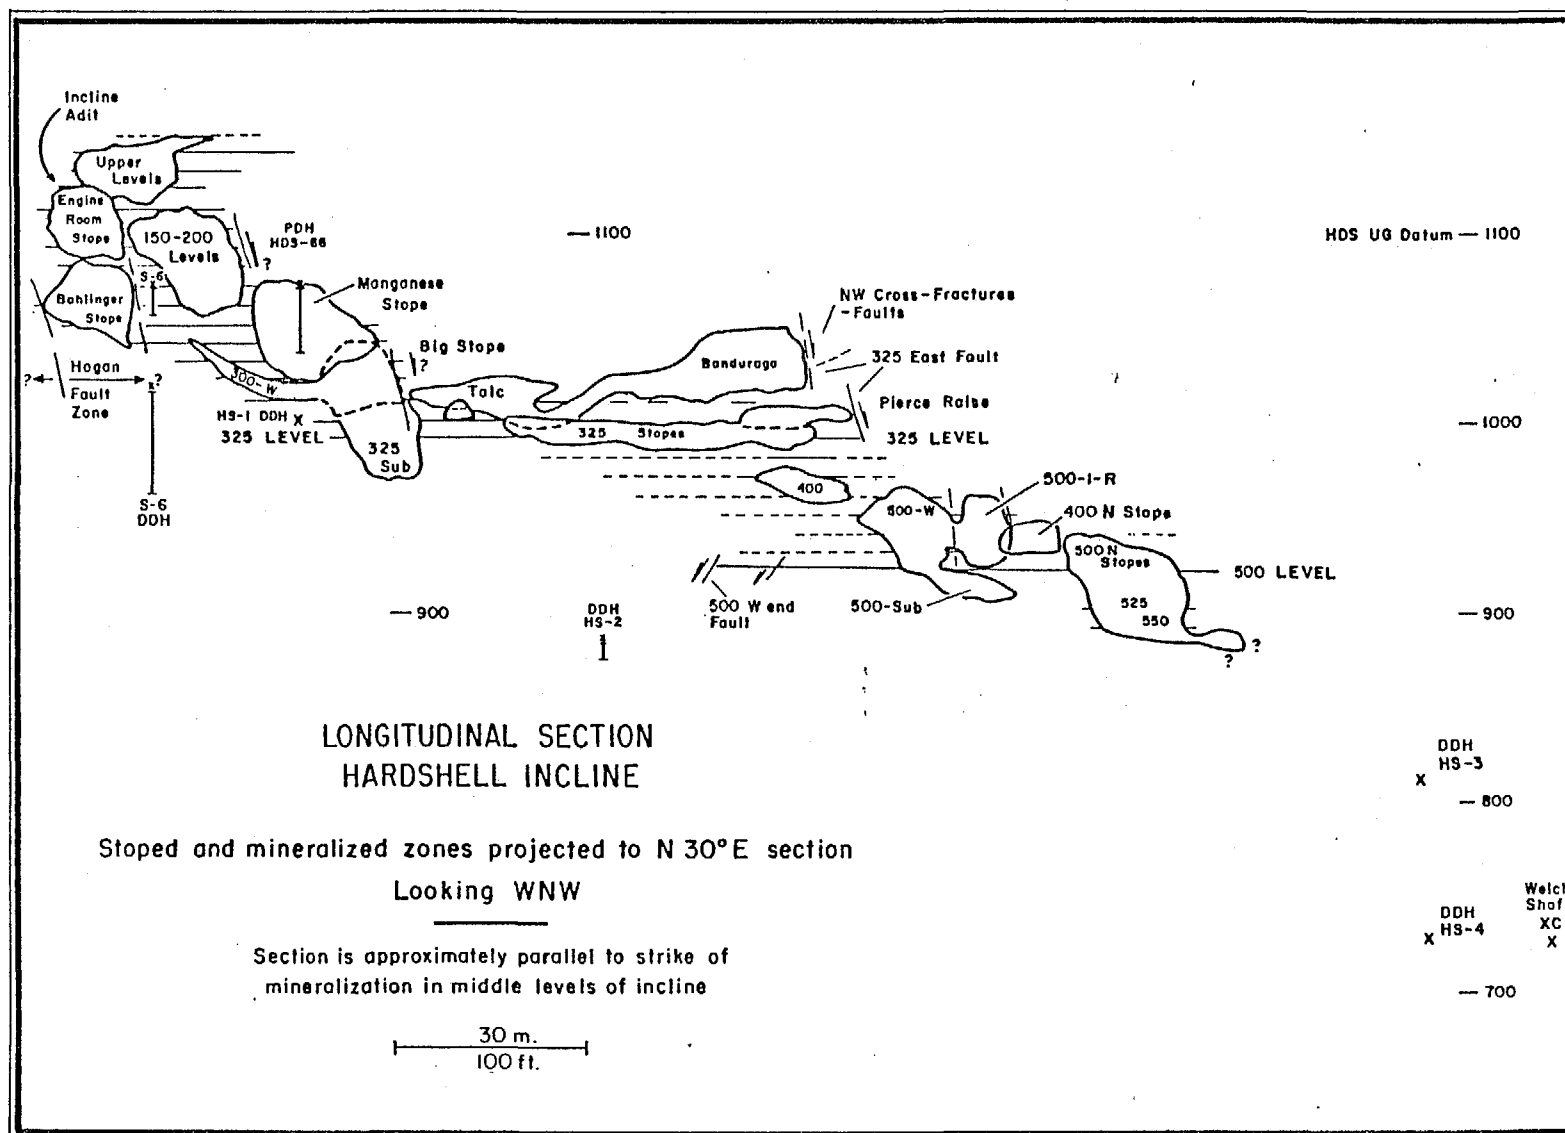 Incline
Adit
Upper
Levels
Engine
Room
Stope
150-200
Levels
PDH
HDS-66
?
1100
HDS UG Datum — 1100
S-6
Bahlinger
Stope
Manganese
Stope
NW Cross-Fractures
-Faults
325 East Fault
Big Stope
?
Banduraga
? Hogan ?
Fault
Zone
300-W
Talc
Pierce Raise
HS-1 DDH X
325 LEVEL
325
Sub
325 Stopes
325 LEVEL
1000
400
500-I-R
S-6
DDH
500-W
400 N Stope
500N
Stopes
500 LEVEL
525
550
500 W end
Fault
500-Sub
900
DDH
HS-2
900
?
?
LONGITUDINAL SECTION
HARDSHELL INCLINE
DDH
HS-3
X
800
Stoped and mineralized zones projected to N 30° E section
Looking WNW
DDH
HS-4
X
Welch
Shaf
XC
X
Section is approximately parallel to strike of
mineralization in middle levels of incline
700
30 m.
100 ft.